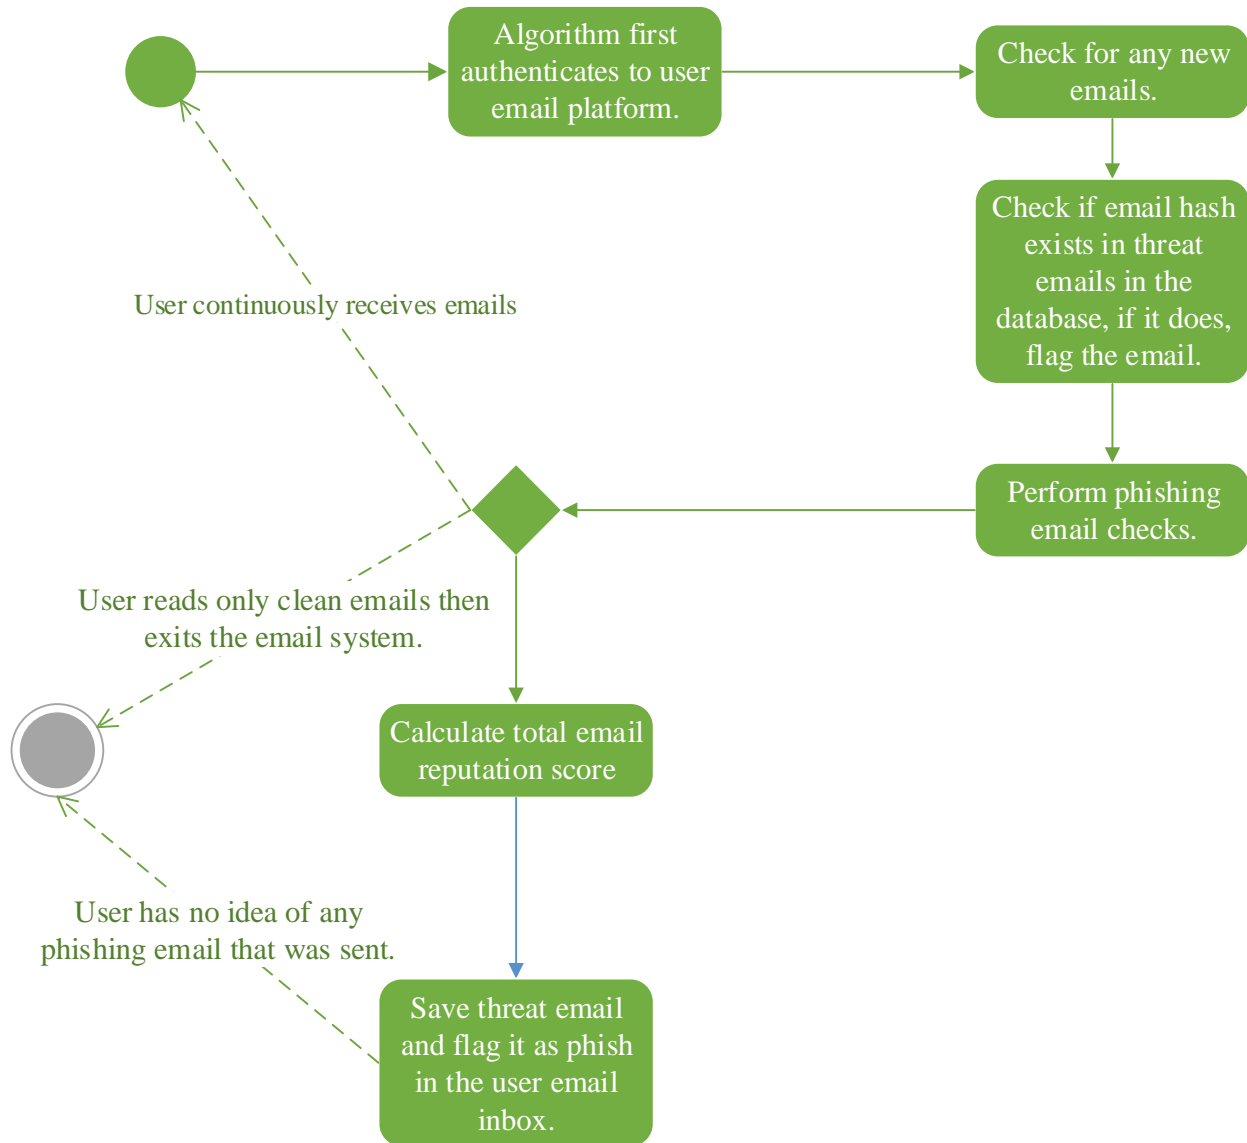 Algorithm first
authenticates to user
email platform.
Check for any new
emails.
Check if email hash
exists in threat
emails in the
database, if it does,
flag the email.
User continuously receives emails
Perform phishing
email checks.
User reads only clean emails then
exits the email system.
Calculate total email
reputation score
User has no idea of any
phishing email that was sent.
Save threat email
and flag it as phish
in the user email
inbox.